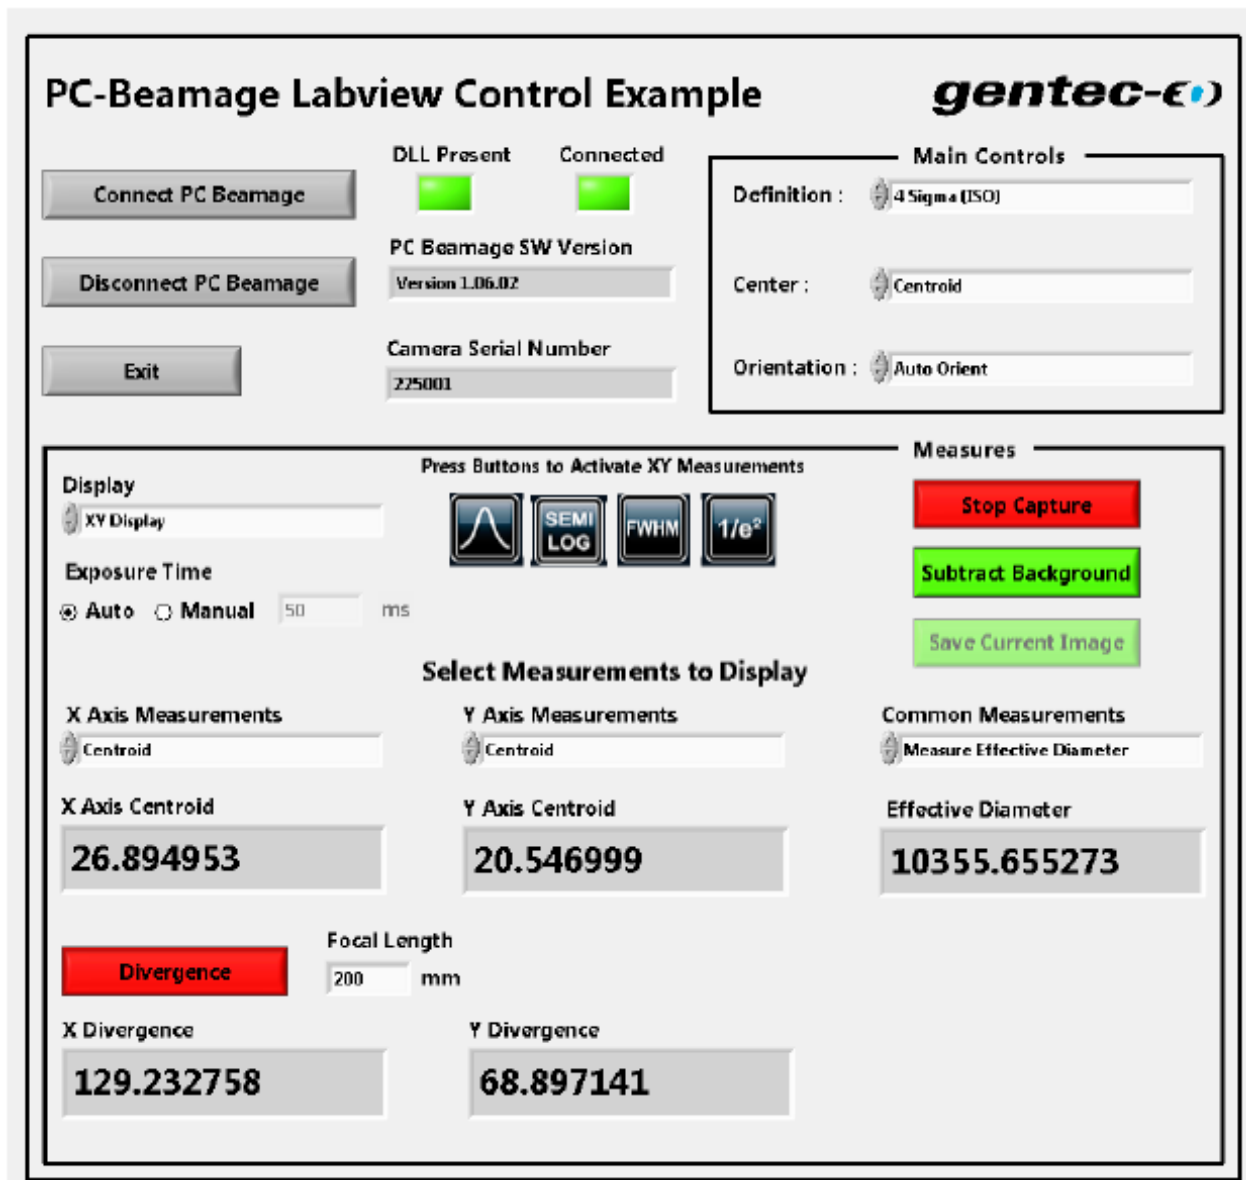 PC-Beamage Labview Control Example
gentec-eo
DLL Present
Connected
Connect PC Beamage
Disconnect PC Beamage
Exit
PC Beamage SW Version
Version 1.06.02
Camera Serial Number
225001
Main Controls
Definition : 4 Sigma (ISO)
Center : Centroid
Orientation : Auto Orient
Measures
Display
XY Display
Exposure Time
Auto Manual 50 ms
Press Buttons to Activate XY Measurements
SEMI
LOG
FWHM
1/e²
Stop Capture
Subtract Background
Save Current Image
Select Measurements to Display
X Axis Measurements
Centroid
Y Axis Measurements
Centroid
Common Measurements
Measure Effective Diameter
X Axis Centroid
26.894953
Y Axis Centroid
20.546999
Effective Diameter
10355.655273
Divergence
Focal Length
200 mm
X Divergence
129.232758
Y Divergence
68.897141